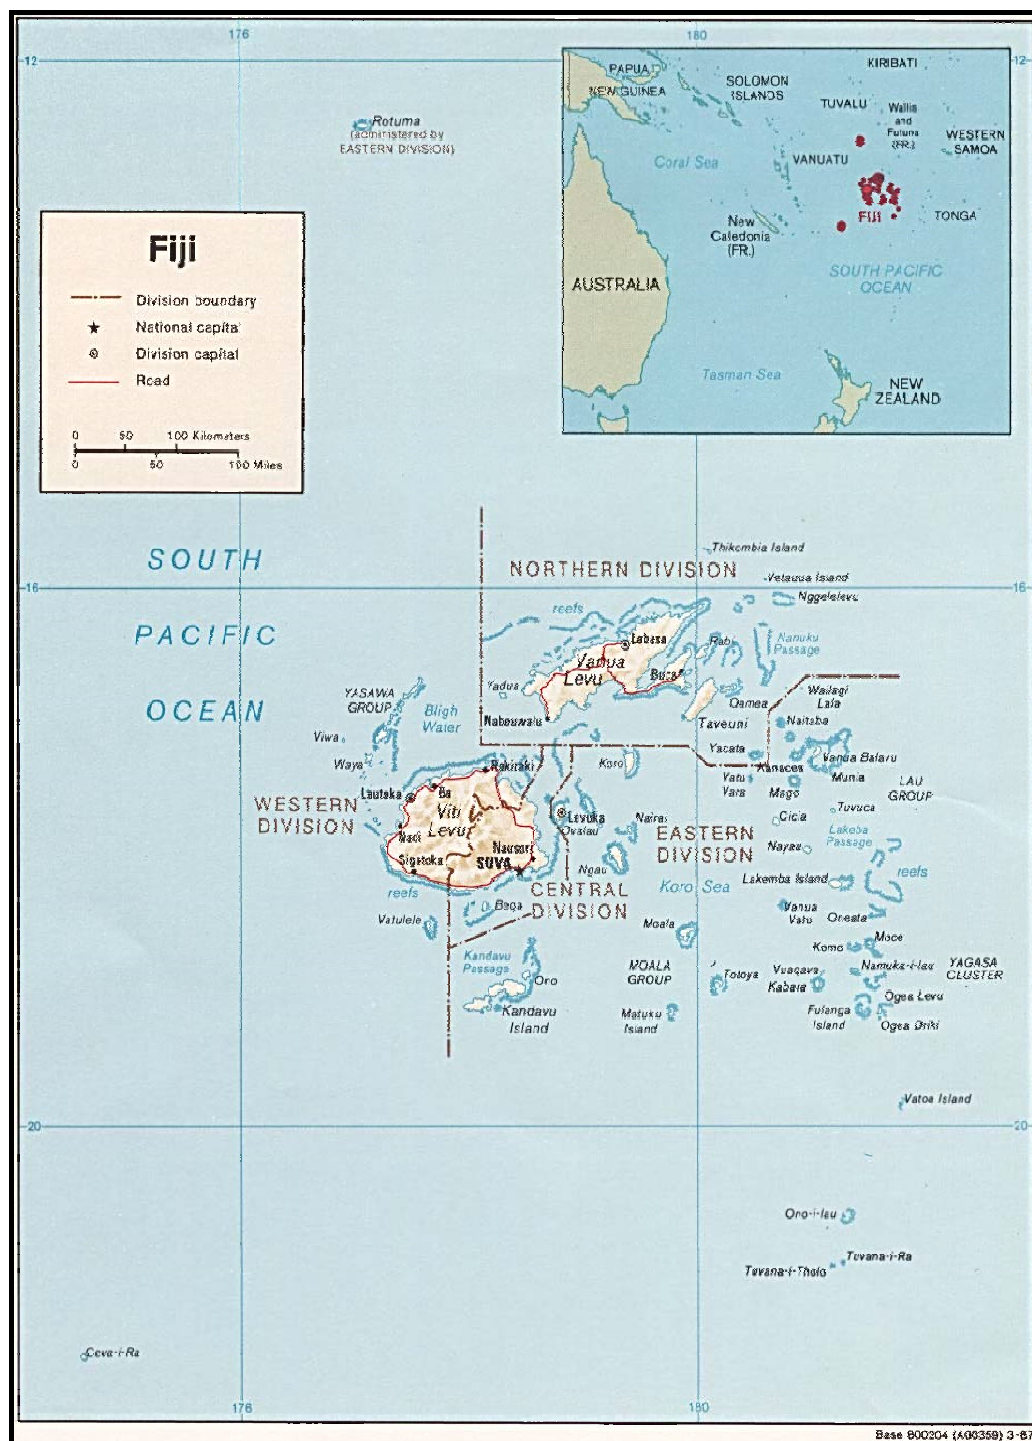 176
180
12
12
Rotuma
(administered by
EASTERN DIVISION)
PAPUA
NEW GUINEA
SOLOMON
ISLANDS
KIRIBATI
TUVALU
Wallis
and
Futuna
(FR.)
WESTERN
SAMOA
Coral Sea
VANUATU
FIJI
TONGA
New
Caledonia
(FR.)
AUSTRALIA
SOUTH PACIFIC
OCEAN
Tasman Sea
NEW
ZEALAND
Fiji
Division boundary
National capital
Division capital
Road
0 50 100 Kilometers
0 50 100 Miles
SOUTH
PACIFIC
OCEAN
16
16
NORTHERN DIVISION
Thikombia Island
Vetauua Island
Nggelelevu
reefs
Labasa
Rabi
Nanuku
Passage
Vanua
Levu
Buca
Yadua
Nabouwalu
Qamea
Taveuni
Wailagi
Lala
Naitaba
YASAWA
GROUP
Bligh
Water
Viwa
Waya
Yacata
Kanacea
Vanua Balavu
Vatu
Vara
Mago
Munia
LAU
GROUP
Koro
Rakiraki
Lautoka
Ba
Viti
Levu
WESTERN
DIVISION
Nadi
Sigatoka
Nausori
SUVA
Levuka
Ovalau
Nairai
Ngau
EASTERN
DIVISION
Koro Sea
Cicia
Tuvuca
Lakeba
Passage
Nayau
reefs
Lakemba Island
reefs
CENTRAL
DIVISION
Beqa
Vatulele
Vanua
Vatu
Oneata
Moala
Komo
Moce
Kandavu
Passage
Ono
Kandavu
Island
MOALA
GROUP
Totoya
Vuaqava
Kabara
Namuka-i-lau
YAGASA
CLUSTER
Matuku
Island
Fulanga
Island
Ogea Levu
Ogea Driki
Vatoa Island
20
20
Ono-i-lau
Tuvana-i-Ra
Tuvana-i-Tholo
Ceva-i-Ra
176
180
Base 800204 (A00359) 3-87